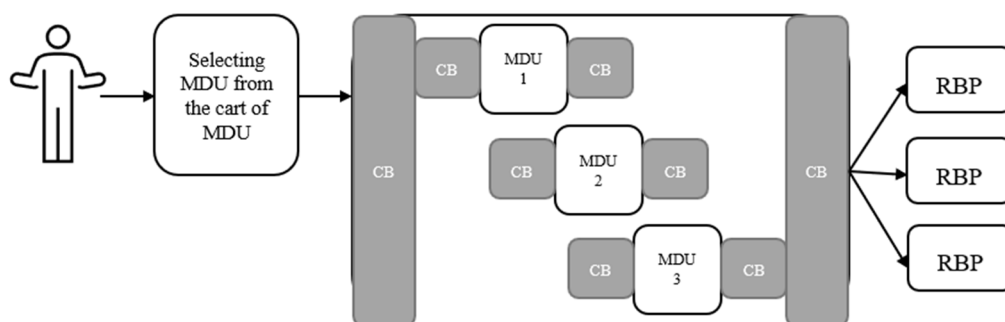 Selecting
MDU from
the cart of
MDU
CB
CB
MDU
1
CB
CB
MDU
2
CB
CB
MDU
3
CB
CB
RBP
RBP
RBP